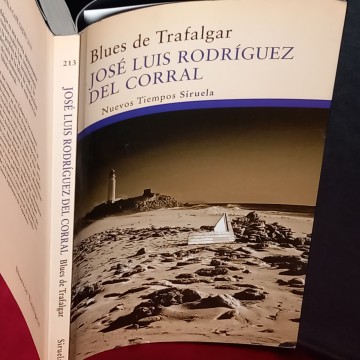 Blues de Trafalgar
JOSÉ LUIS RODRÍGUEZ
DEL CORRAL
Nuevos Tiempos Siruela
213
JOSÉ LUIS RODRÍGUEZ DEL CORRAL Blues de Trafalgar
Siruela